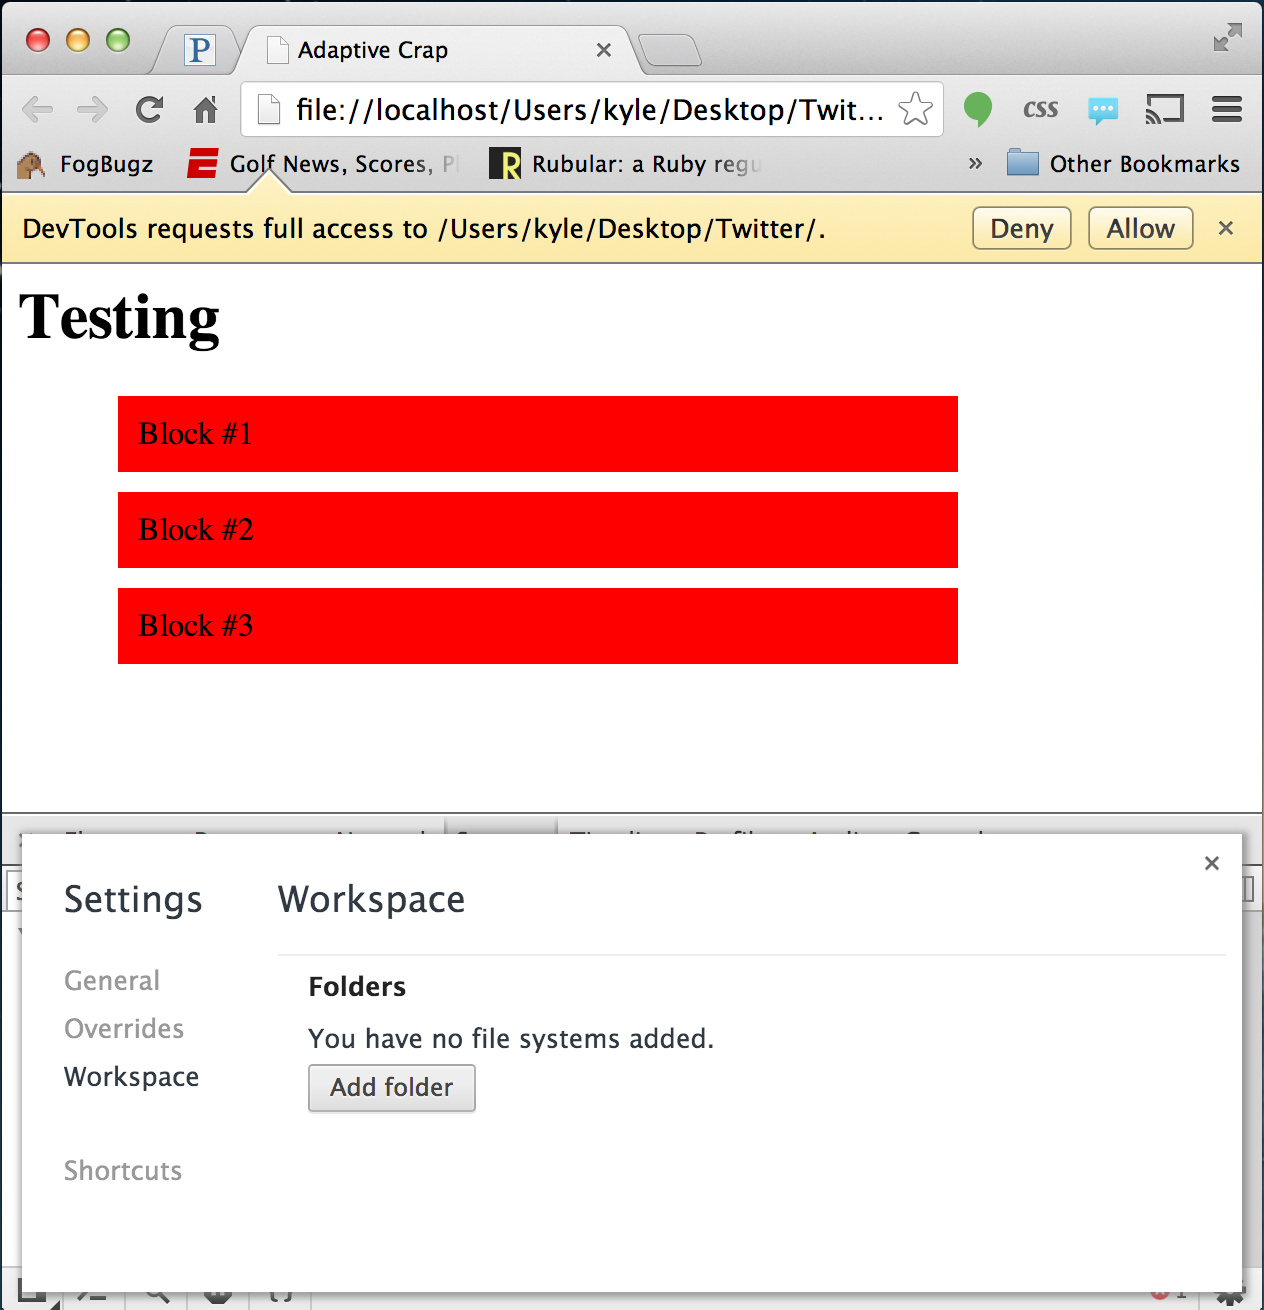 P
Adaptive Crap
file://localhost/Users/kyle/Desktop/Twit...
css
FogBugz
Golf News, Scores, Pl
Rubular: a Ruby regu
»
Other Bookmarks
DevTools requests full access to /Users/kyle/Desktop/Twitter/.
Deny
Allow
Testing
Block #1
Block #2
Block #3
Settings
Workspace
General
Overrides
Workspace
Shortcuts
Folders
You have no file systems added.
Add folder